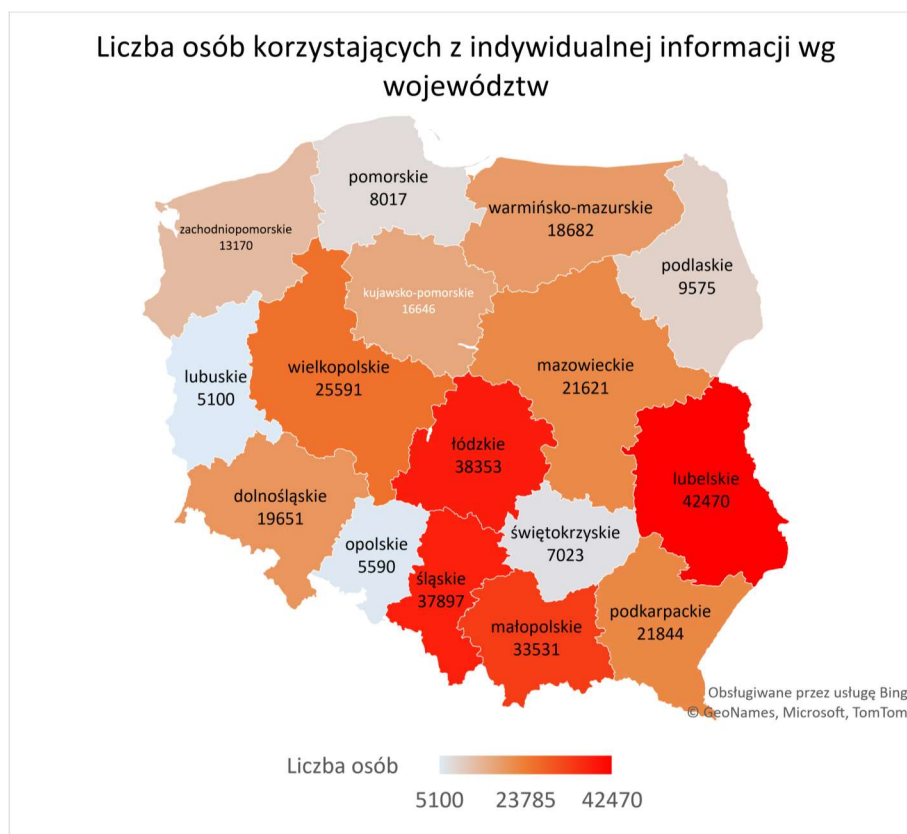 Liczba osób korzystających z indywidualnej informacji wg
województw
pomorskie
8017
warmińsko-mazurskie
18682
zachodniopomorskie
13170
podlaskie
9575
kujawsko-pomorskie
16646
wielkopolskie
25591
mazowieckie
21621
lubuskie
5100
łódzkie
38353
lubelskie
42470
dolnośląskie
19651
świętokrzyskie
7023
opolskie
5590
śląskie
37897
podkarpackie
21844
małopolskie
33531
Obsługiwane przez usługę Bing
© GeoNames, Microsoft, TomTom
Liczba osób
5100 23785 42470